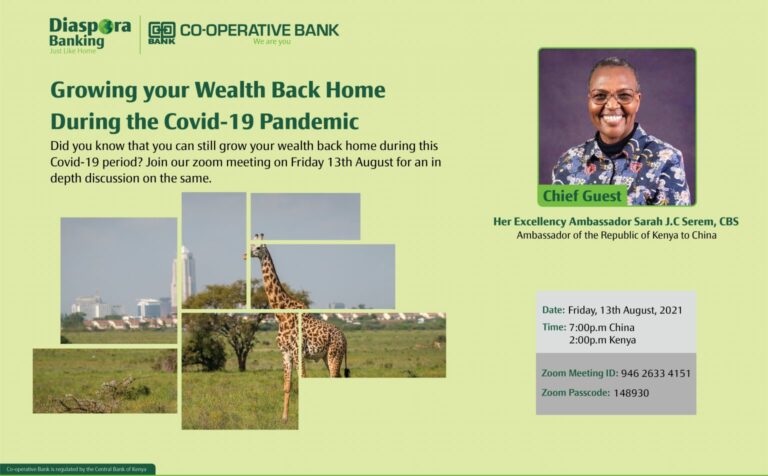 Diaspora
Banking
Just Like Home
BANK
CO-OPERATIVE BANK
We are you
Growing your Wealth Back Home
During the Covid-19 Pandemic
Did you know that you can still grow your wealth back home during this
Covid-19 period? Join our zoom meeting on Friday 13th August for an in
depth discussion on the same.
Chief Guest
Her Excellency Ambassador Sarah J.C Serem, CBS
Ambassador of the Republic of Kenya to China
Date: Friday, 13th August, 2021
Time: 7:00p.m China
2:00p.m Kenya
Zoom Meeting ID: 946 2633 4151
Zoom Passcode: 148930
Co-operative Bank is regulated by the Central Bank of Kenya